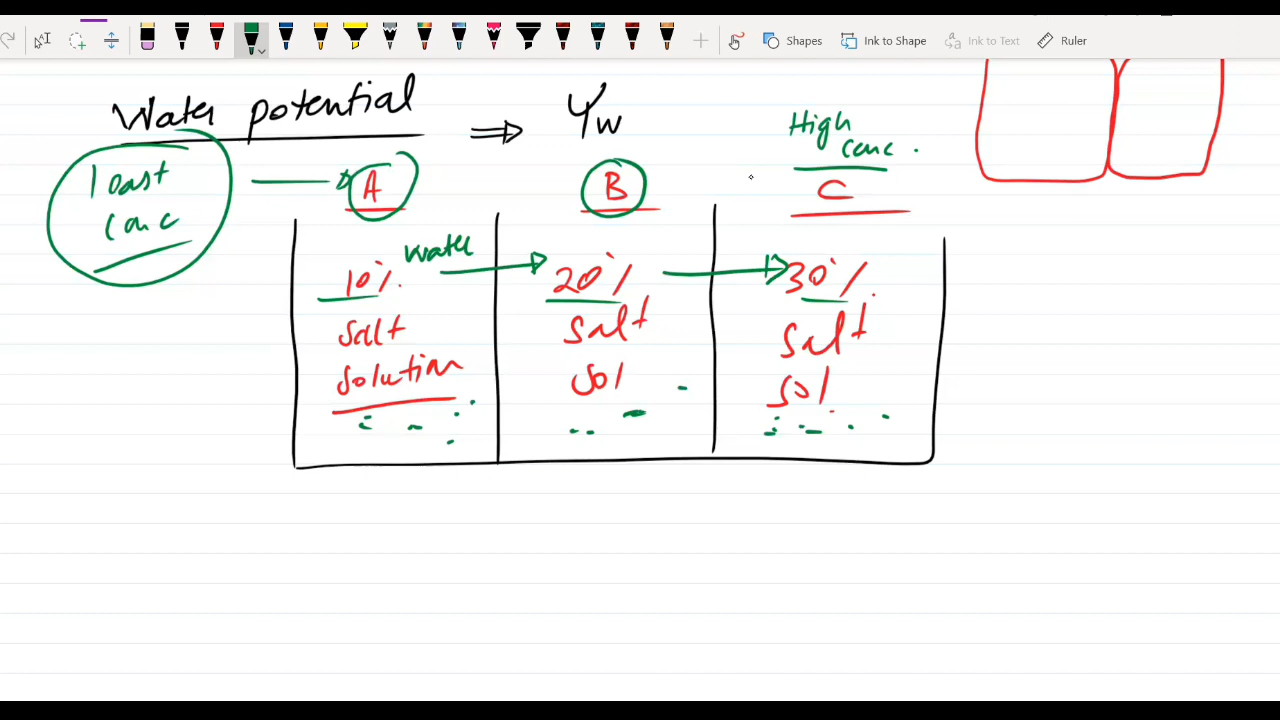 Shapes Ink to Shape Ink to Text Ruler
Water potential ⇒ Ψw
least conc → A
B
High conc.
C
10%. water → 20% → 30%.
Salt Salt Salt
Solution Sol Sol.